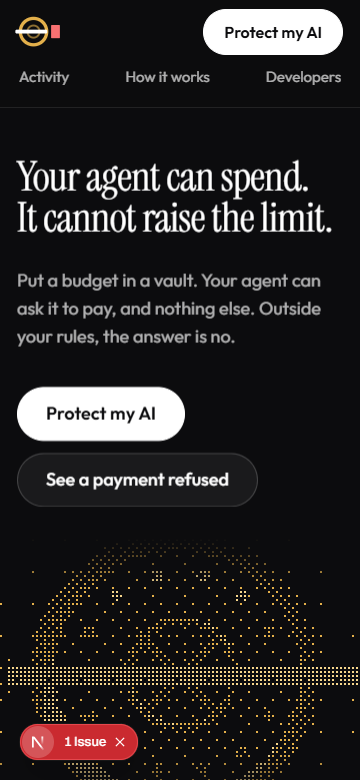 Protect my AI
Activity
How it works
Developers
Your agent can spend.
It cannot raise the limit.
Put a budget in a vault. Your agent can
ask it to pay, and nothing else. Outside
your rules, the answer is no.
Protect my AI
See a payment refused
N
1 Issue